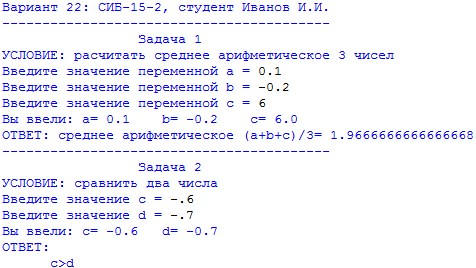 Вариант 22: СИБ-15-2, студент Иванов И.И.
-----------------------------------------
Задача 1
УСЛОВИЕ: расчитать среднее арифметическое 3 чисел
Введите значение переменной a = 0.1
Введите значение переменной b = -0.2
Введите значение переменной c = 6
Вы ввели: a= 0.1 b= -0.2 c= 6.0
ОТВЕТ: среднее арифметическое (a+b+c)/3= 1.9666666666666668
-----------------------------------------
Задача 2
УСЛОВИЕ: сравнить два числа
Введите значение c = -.6
Введите значение d = -.7
Вы ввели: c= -0.6 d= -0.7
ОТВЕТ:
c>d